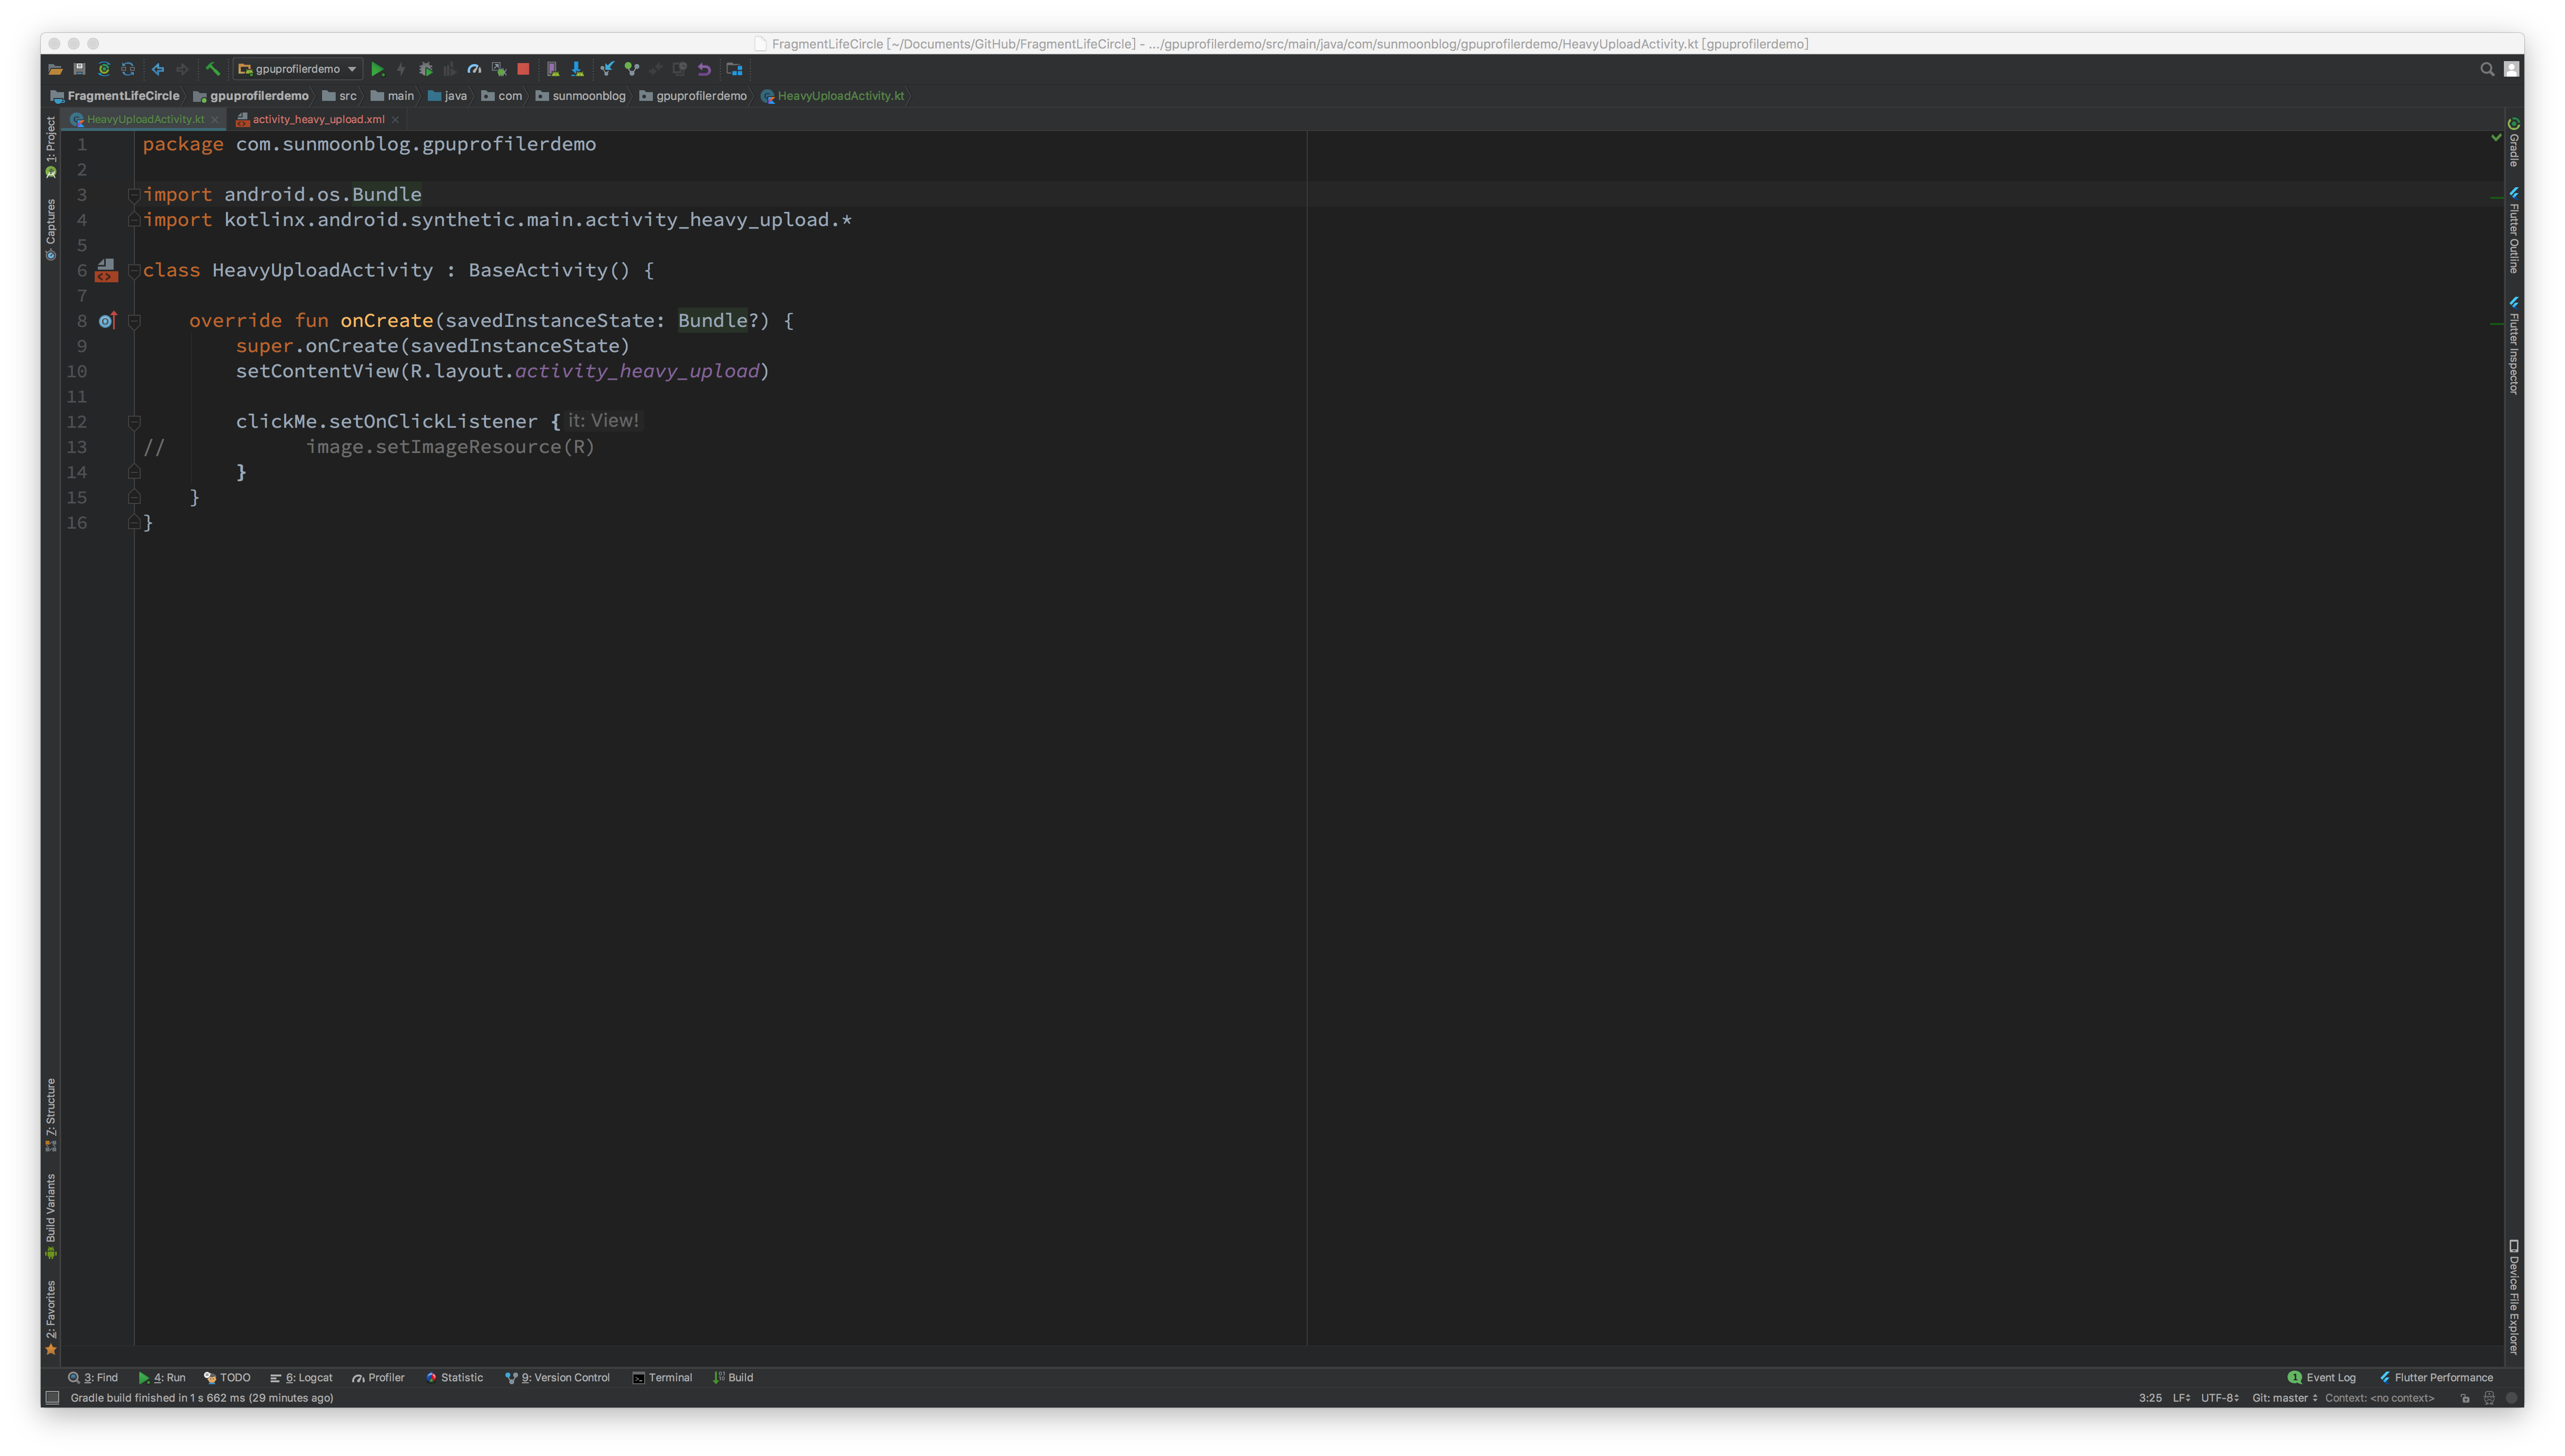 FragmentLifeCircle [~/Documents/GitHub/FragmentLifeCircle] - .../gpuprofilerdemo/src/main/java/com/sunmoonblog/gpuprofilerdemo/HeavyUploadActivity.kt [gpuprofilerdemo]
gpuprofilerdemo
FragmentLifeCircle gpuprofilerdemo src main java com sunmoonblog gpuprofilerdemo HeavyUploadActivity.kt
HeavyUploadActivity.kt activity_heavy_upload.xml
1: Project
Captures
7: Structure
Build Variants
2: Favorites
1 package com.sunmoonblog.gpuprofilerdemo
2
3 import android.os.Bundle
4 import kotlinx.android.synthetic.main.activity_heavy_upload.*
5
6 class HeavyUploadActivity : BaseActivity() {
7
8 override fun onCreate(savedInstanceState: Bundle?) {
9 super.onCreate(savedInstanceState)
10 setContentView(R.layout.activity_heavy_upload)
11
12 clickMe.setOnClickListener { it: View!
13 // image.setImageResource(R)
14 }
15 }
16 }
Gradle
Flutter Outline
Flutter Inspector
Device File Explorer
3: Find 4: Run TODO 6: Logcat Profiler Statistic 9: Version Control Terminal Build 1 Event Log Flutter Performance
Gradle build finished in 1 s 662 ms (29 minutes ago) 3:25 LF UTF-8 Git: master Context: <no context>